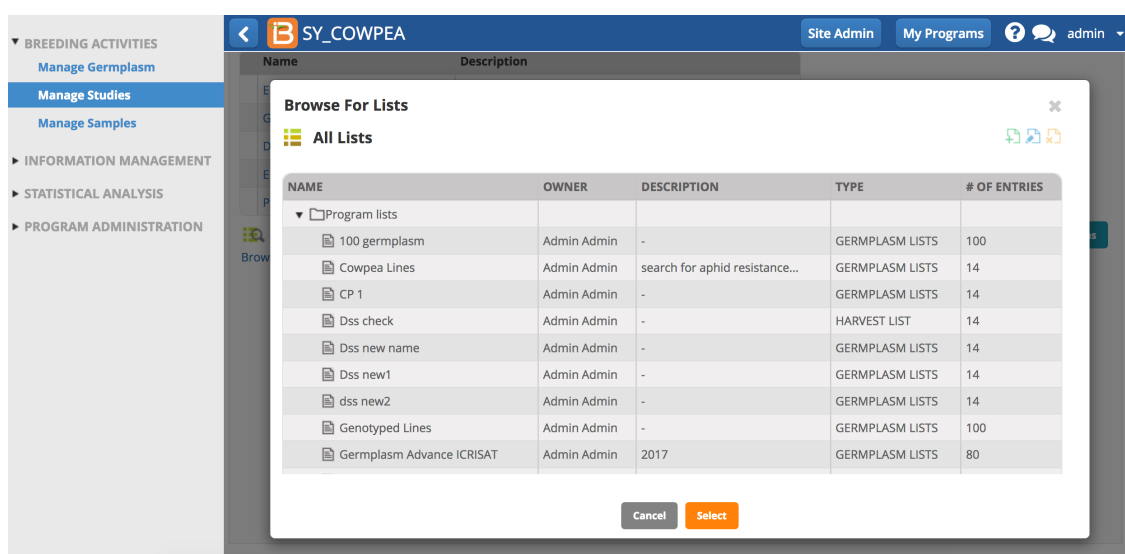 BREEDING ACTIVITIES
Manage Germplasm
Manage Studies
Manage Samples
INFORMATION MANAGEMENT
STATISTICAL ANALYSIS
PROGRAM ADMINISTRATION
SY_COWPEA
Site Admin My Programs ? admin
Name Description
E
G
D
E
P
Brow
s
Browse For Lists
All Lists
NAME OWNER DESCRIPTION TYPE # OF ENTRIES
Program lists
100 germplasm Admin Admin - GERMPLASM LISTS 100
Cowpea Lines Admin Admin search for aphid resistance... GERMPLASM LISTS 14
CP 1 Admin Admin - GERMPLASM LISTS 14
Dss check Admin Admin - HARVEST LIST 14
Dss new name Admin Admin - GERMPLASM LISTS 14
Dss new1 Admin Admin - GERMPLASM LISTS 14
dss new2 Admin Admin - GERMPLASM LISTS 14
Genotyped Lines Admin Admin - GERMPLASM LISTS 100
Germplasm Advance ICRISAT Admin Admin 2017 GERMPLASM LISTS 80
Cancel Select